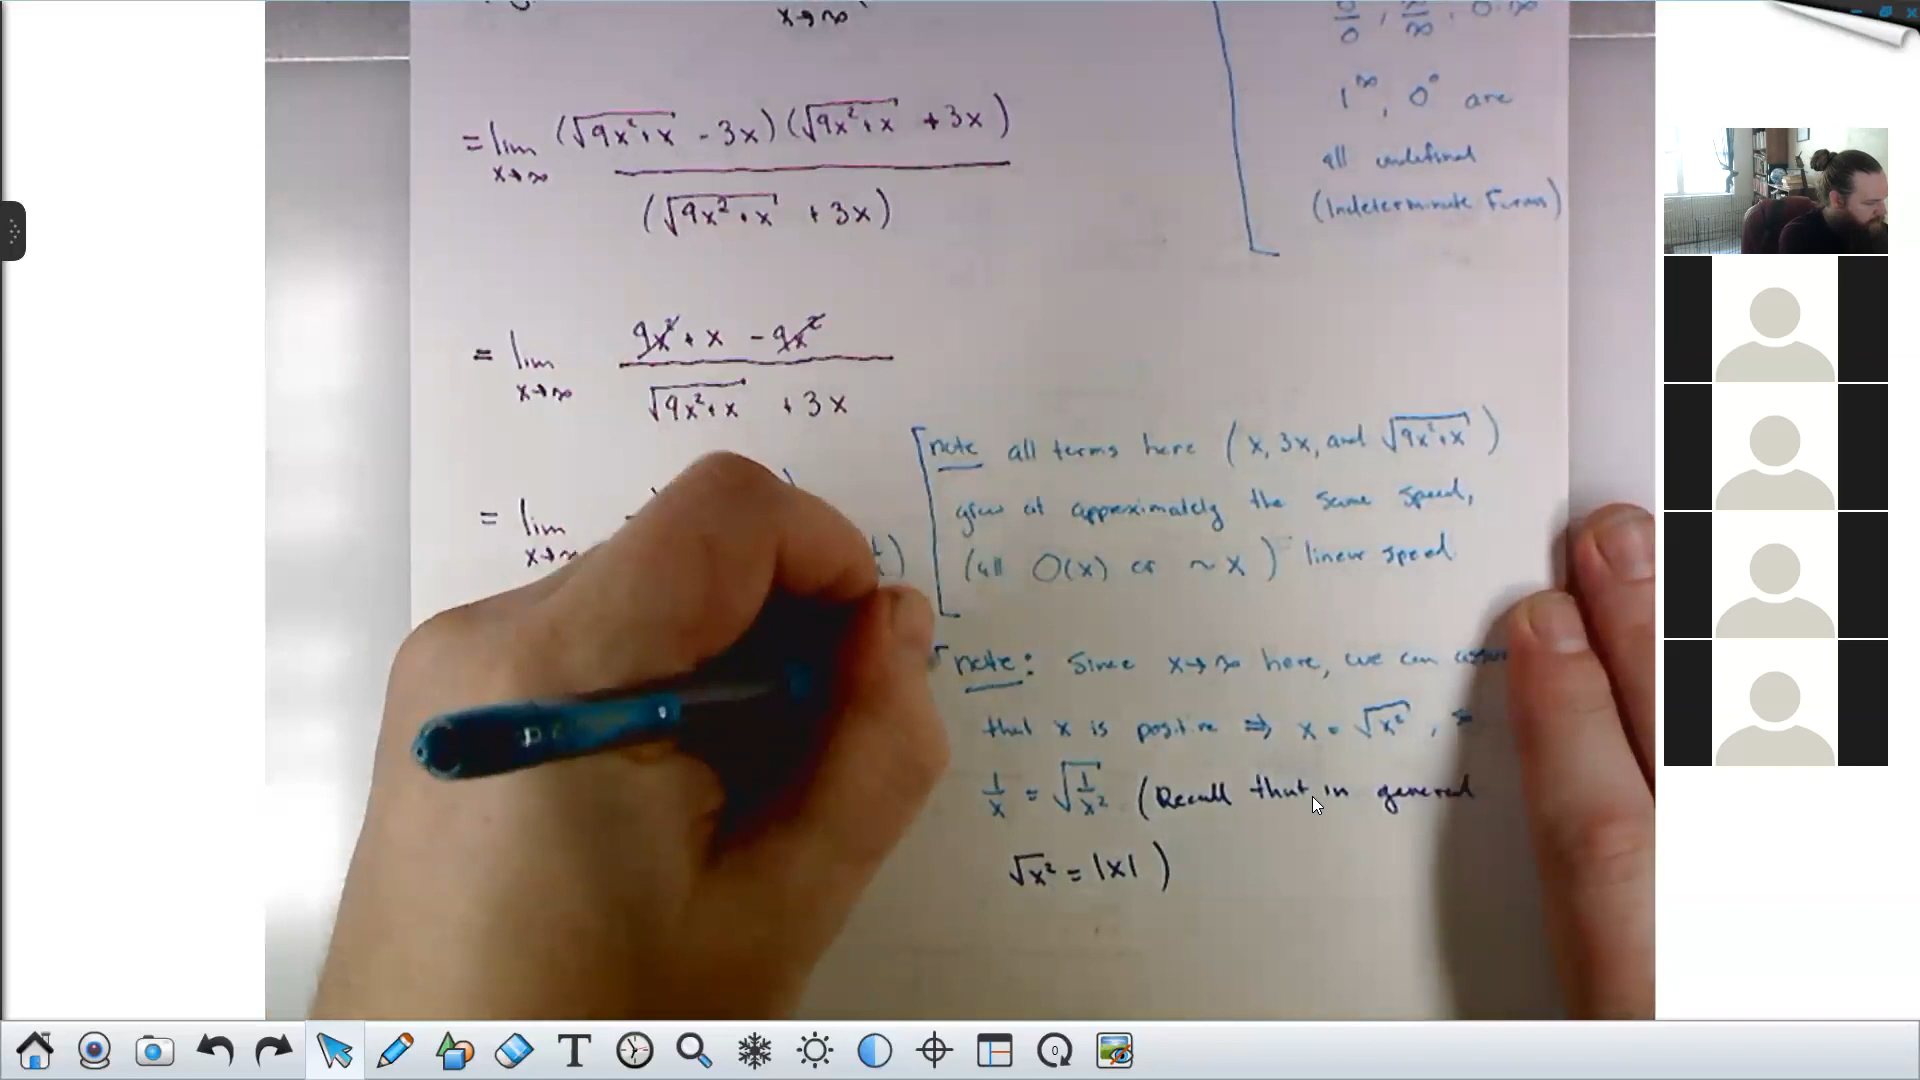 x→∞
= lim (√9x²+x - 3x)(√9x²+x + 3x)
x→∞
(√9x²+x + 3x)
0/0, ∞/∞, 0·∞
1^∞, 0⁰ are
all undefined
(Indeterminate Forms)
= lim 9x² + x - 9x²
x→∞ √9x²+x + 3x
= lim
x→∞
note all terms here (x, 3x, and √9x²+x)
grow at approximately the same speed,
(all O(x) or ~x) linear speed
note: Since x→∞ here, we can
that x is positive ⇒ x = √x²,
1/x = √1/x² (Recall that in general
√x² = |x| )
T
0